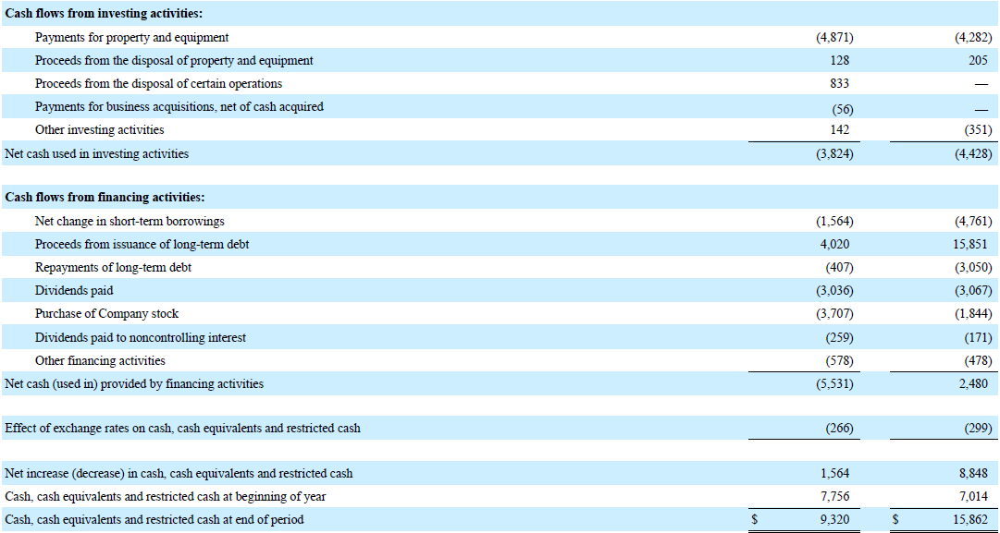 Cash flows from investing activities:
Payments for property and equipment (4,871) (4,282)
Proceeds from the disposal of property and equipment 128 205
Proceeds from the disposal of certain operations 833 —
Payments for business acquisitions, net of cash acquired (56) —
Other investing activities 142 (351)
Net cash used in investing activities (3,824) (4,428)
Cash flows from financing activities:
Net change in short-term borrowings (1,564) (4,761)
Proceeds from issuance of long-term debt 4,020 15,851
Repayments of long-term debt (407) (3,050)
Dividends paid (3,036) (3,067)
Purchase of Company stock (3,707) (1,844)
Dividends paid to noncontrolling interest (259) (171)
Other financing activities (578) (478)
Net cash (used in) provided by financing activities (5,531) 2,480
Effect of exchange rates on cash, cash equivalents and restricted cash (266) (299)
Net increase (decrease) in cash, cash equivalents and restricted cash 1,564 8,848
Cash, cash equivalents and restricted cash at beginning of year 7,756 7,014
Cash, cash equivalents and restricted cash at end of period $ 9,320 $ 15,862